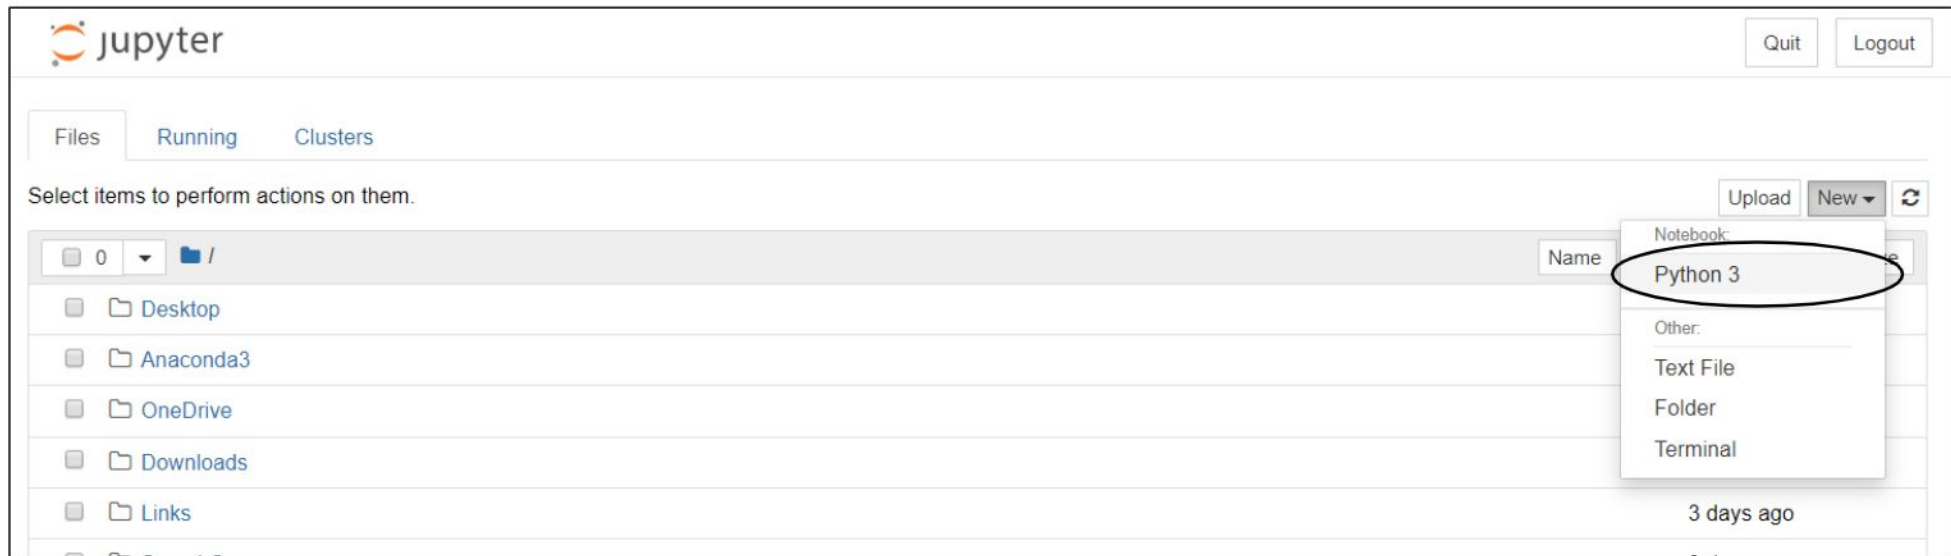 jupyter
Quit
Logout
Files
Running
Clusters
Select items to perform actions on them.
Upload
New
0
/
Name
Notebook:
Python 3
Other:
Text File
Folder
Terminal
Desktop
Anaconda3
OneDrive
Downloads
Links
3 days ago